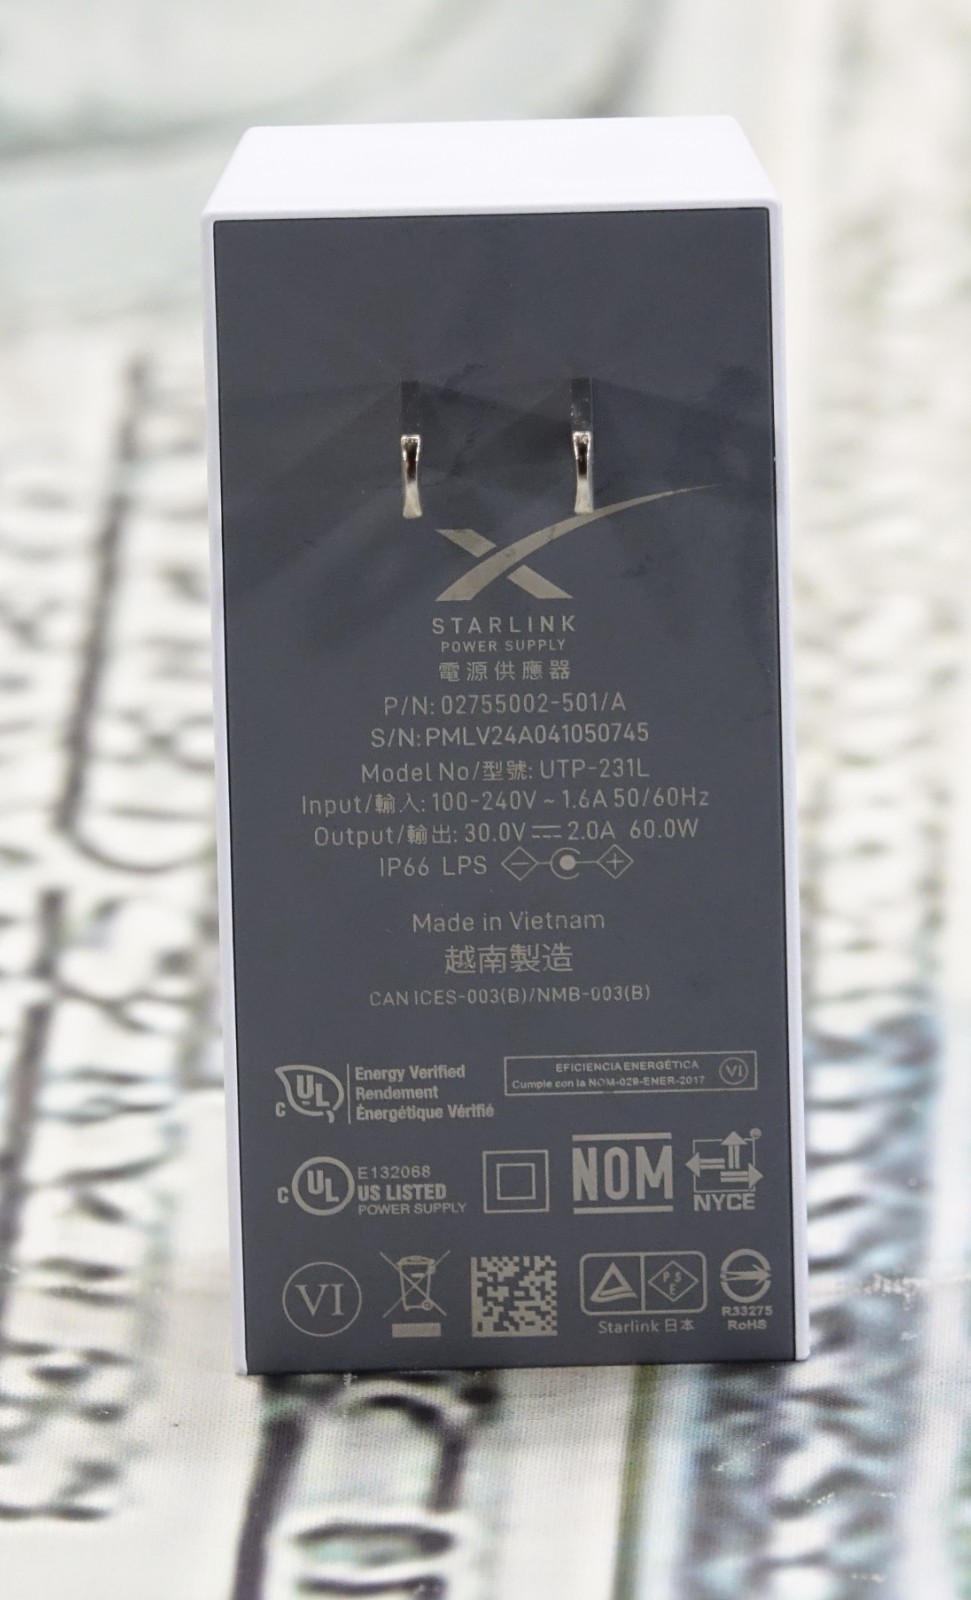 STARLINK
POWER SUPPLY
電源供應器
P/N: 02755002-501/A
S/N: PMLV24A041050745
Model No/型號: UTP-231L
Input/輸入: 100-240V ~ 1.6A 50/60Hz
Output/輸出: 30.0V ⎓ 2.0A 60.0W
IP66 LPS
Made in Vietnam
越南製造
CAN ICES-003(B)/NMB-003(B)
C UL Energy Verified
Rendement
Énergétique Vérifié
EFICIENCIA ENERGÉTICA
Cumple con la NOM-029-ENER-2017 VI
C UL E132068
US LISTED
POWER SUPPLY
NOM
NYCE
VI
PSE
Starlink 日本
R33275
RoHS